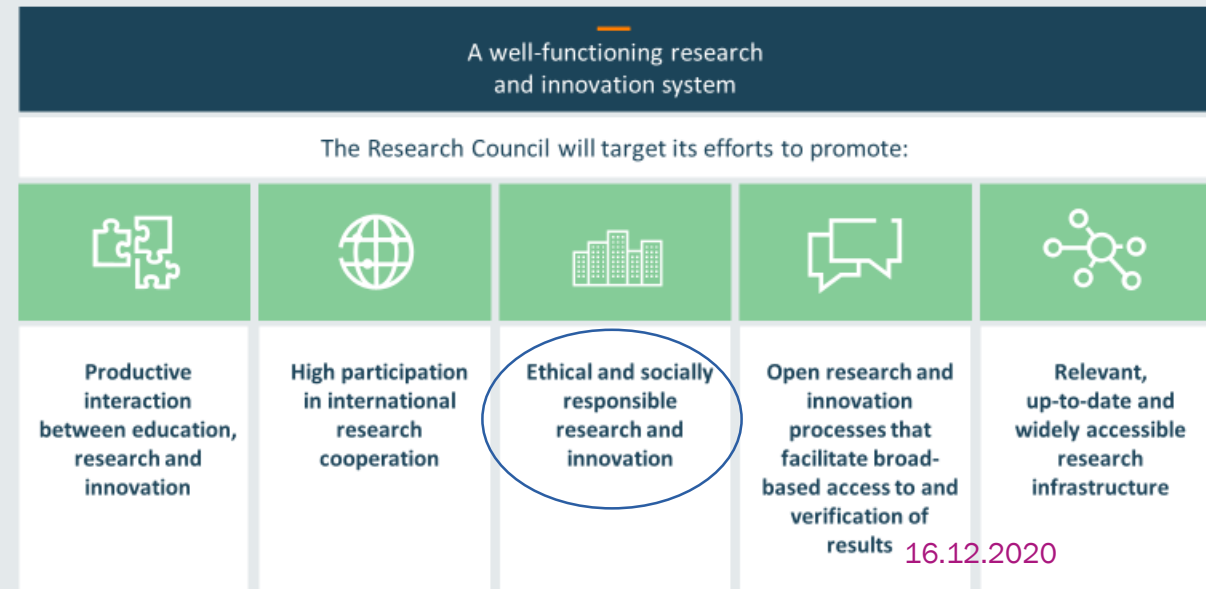 A well-functioning research
and innovation system
The Research Council will target its efforts to promote:
Productive
interaction
between education,
research and
innovation
High participation
in international
research
cooperation
Ethical and socially
responsible
research and
innovation
Open research and
innovation
processes that
facilitate broad-
based access to and
verification of
results
Relevant,
up-to-date and
widely accessible
research
infrastructure
16.12.2020